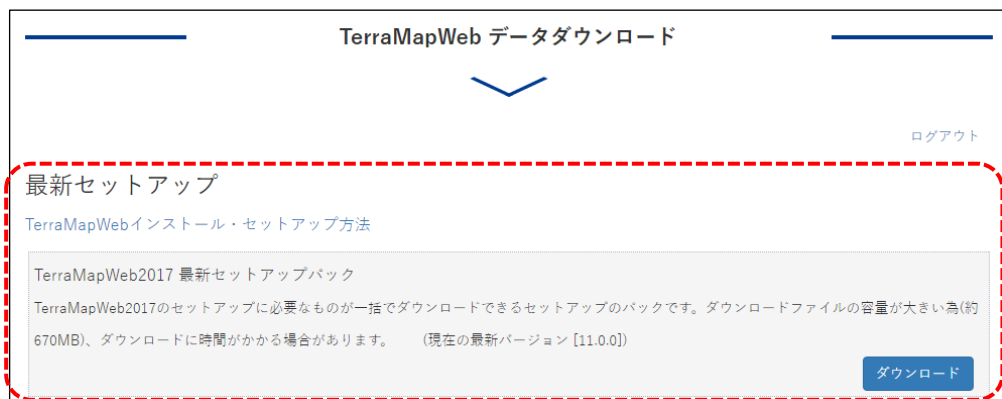 TerraMapWeb データダウンロード
ログアウト
最新セットアップ
TerraMapWebインストール・セットアップ方法
TerraMapWeb2017 最新セットアップパック
TerraMapWeb2017のセットアップに必要なものが一括でダウンロードできるセットアップのパックです。ダウンロードファイルの容量が大きい為(約
670MB)、ダウンロードに時間がかかる場合があります。　　(現在の最新バージョン [11.0.0])
ダウンロード